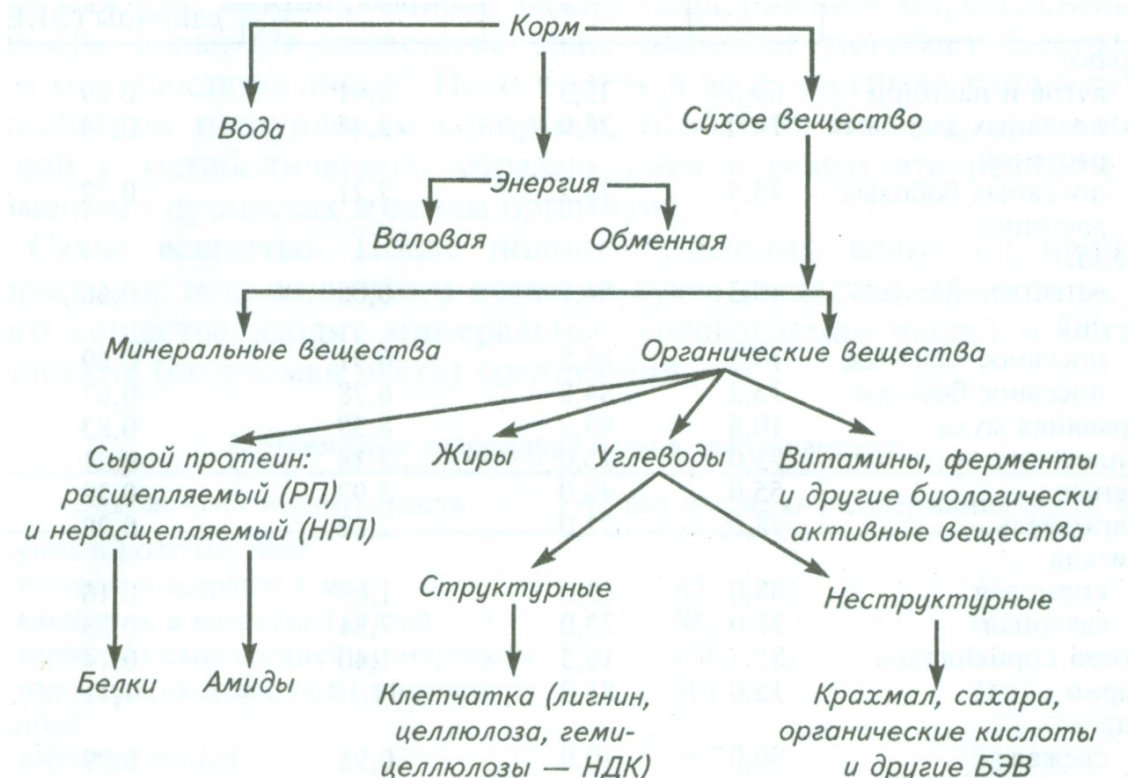 Корм
Вода
Сухое вещество
Энергия
Валовая
Обменная
Минеральные вещества
Органические вещества
Сырой протеин:
расщепляемый (РП)
и нерасщепляемый (НРП)
Жиры
Углеводы
Витамины, ферменты
и другие биологически
активные вещества
Структурные
Неструктурные
Белки
Амиды
Клетчатка (лигнин,
целлюлоза, геми-
целлюлозы — НДК)
Крахмал, сахара,
органические кислоты
и другие БЭВ